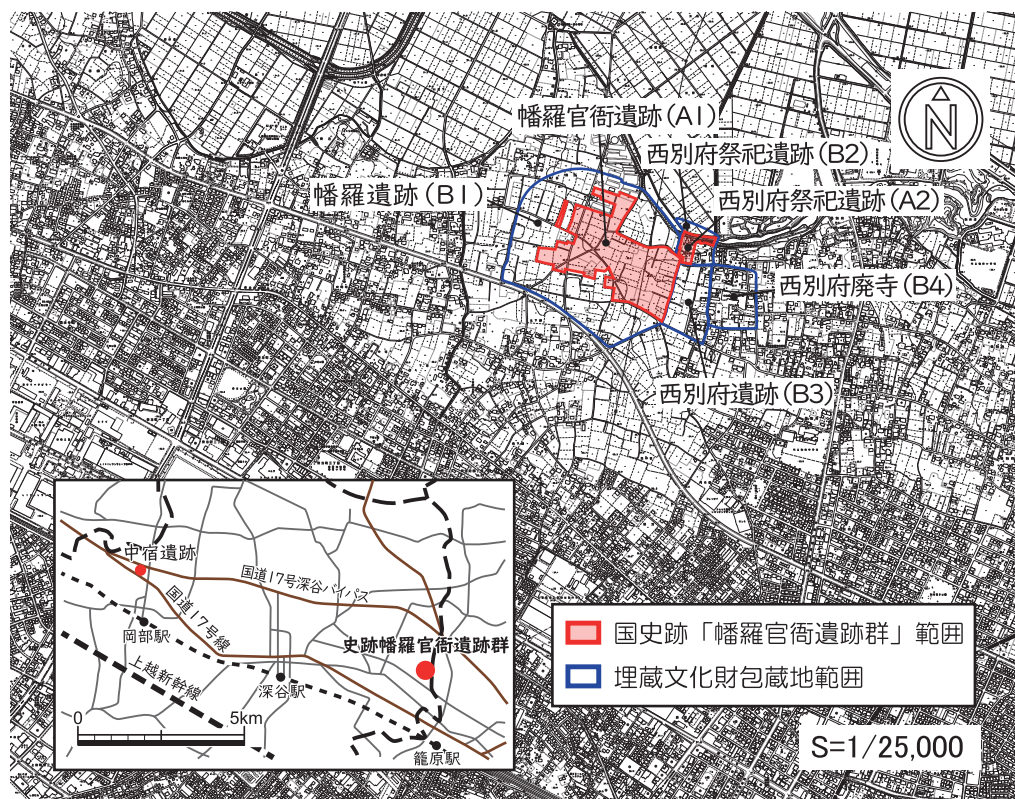 幡羅官衙遺跡(A1)
西別府祭祀遺跡(B2)
幡羅遺跡(B1)
西別府祭祀遺跡(A2)
西別府廃寺(B4)
西別府遺跡(B3)
N
中宿遺跡
国道17号深谷バイパス
国道17号線
岡部駅
史跡幡羅官衙遺跡群
上越新幹線
深谷駅
0 5km
籠原駅
国史跡「幡羅官衙遺跡群」範囲
埋蔵文化財包蔵地範囲
S=1/25,000